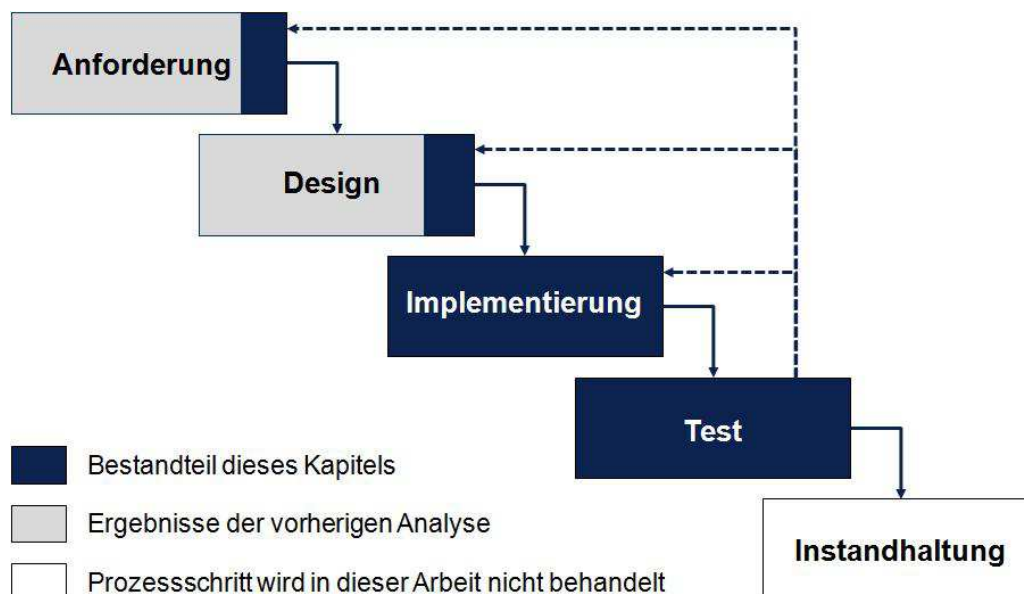 Anforderung
Design
Implementierung
Test
Instandhaltung
Bestandteil dieses Kapitels
Ergebnisse der vorherigen Analyse
Prozessschritt wird in dieser Arbeit nicht behandelt